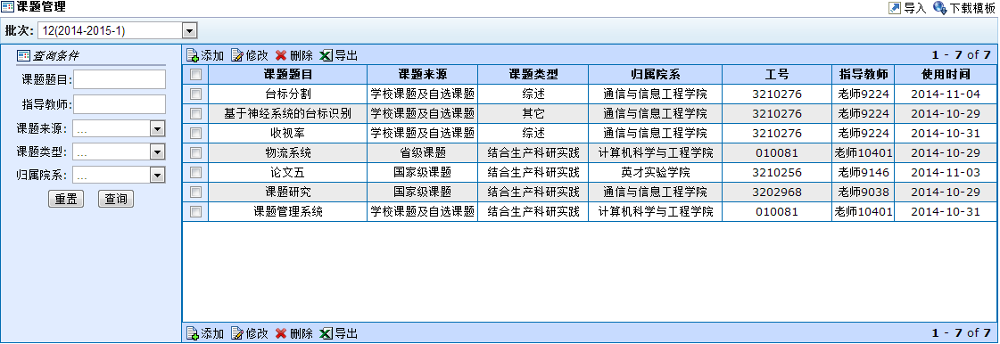 课题管理 导入 下载模板
批次: 12(2014-2015-1)
查询条件
课题题目:
指导教师:
课题来源: ...
课题类型: ...
归属院系: ...
重置 查询
添加 修改 删除 导出 1 - 7 of 7
课题题目 课题来源 课题类型 归属院系 工号 指导教师 使用时间
台标分割 学校课题及自选课题 综述 通信与信息工程学院 3210276 老师9224 2014-11-04
基于神经系统的台标识别 学校课题及自选课题 其它 通信与信息工程学院 3210276 老师9224 2014-10-29
收视率 学校课题及自选课题 综述 通信与信息工程学院 3210276 老师9224 2014-10-31
物流系统 省级课题 结合生产科研实践 计算机科学与工程学院 010081 老师10401 2014-10-29
论文五 国家级课题 结合生产科研实践 英才实验学院 3210256 老师9146 2014-11-03
课题研究 国家级课题 结合生产科研实践 通信与信息工程学院 3202968 老师9038 2014-10-29
课题管理系统 学校课题及自选课题 结合生产科研实践 计算机科学与工程学院 010081 老师10401 2014-10-31
添加 修改 删除 导出 1 - 7 of 7